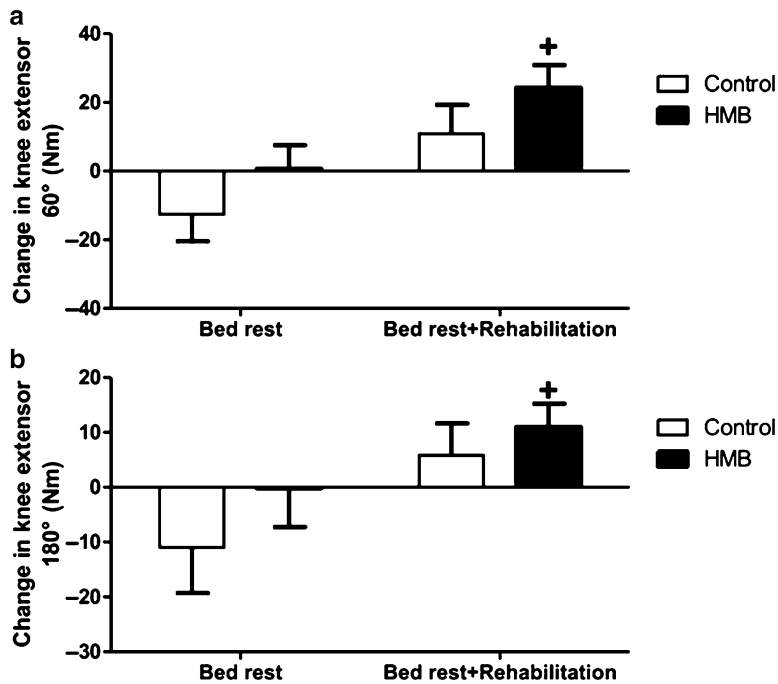 a
Change in knee extensor
60° (Nm)
40
20
0
–20
–40
+
Control
HMB
Bed rest
Bed rest+Rehabilitation
b
Change in knee extensor
180° (Nm)
20
10
0
–10
–20
–30
+
Control
HMB
Bed rest
Bed rest+Rehabilitation